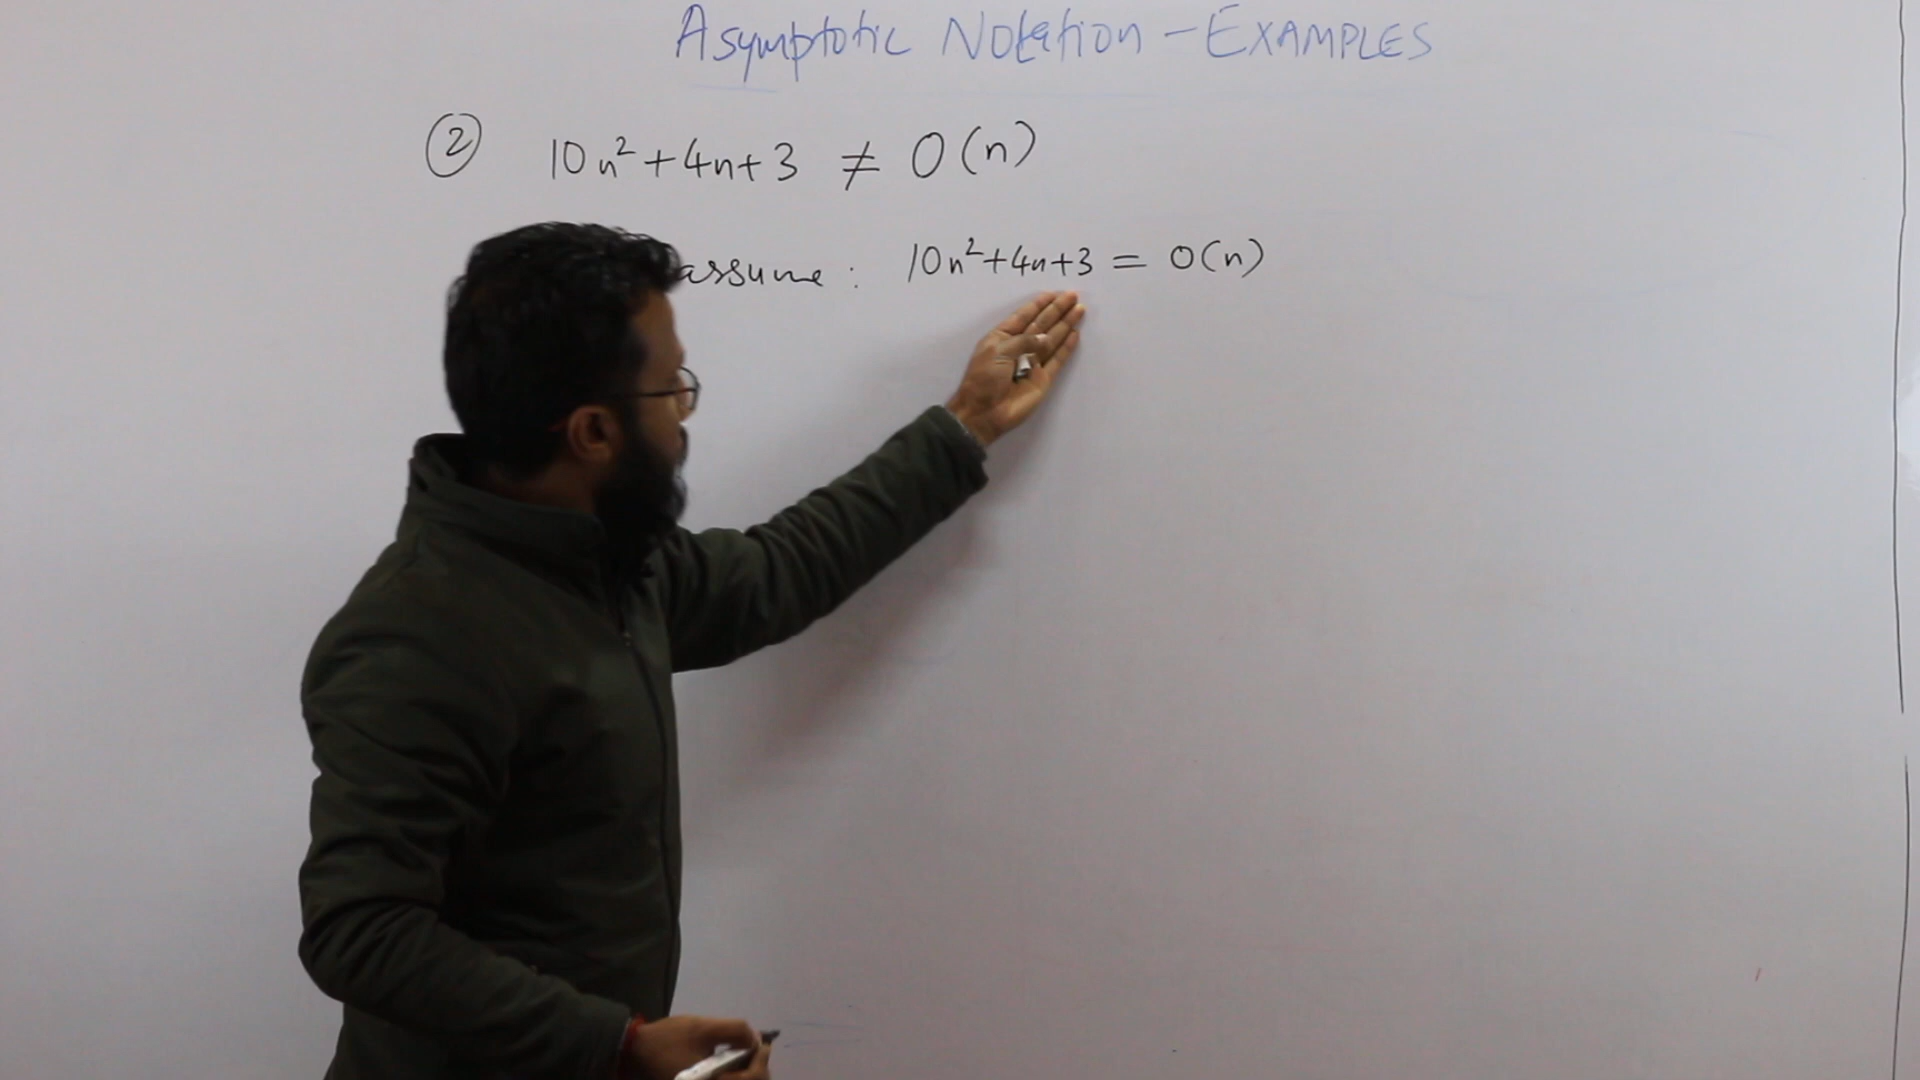 Asymptotic Notation - EXAMPLES
② 10n² + 4n + 3 ≠ O(n)
assume : 10n² + 4n + 3 = O(n)